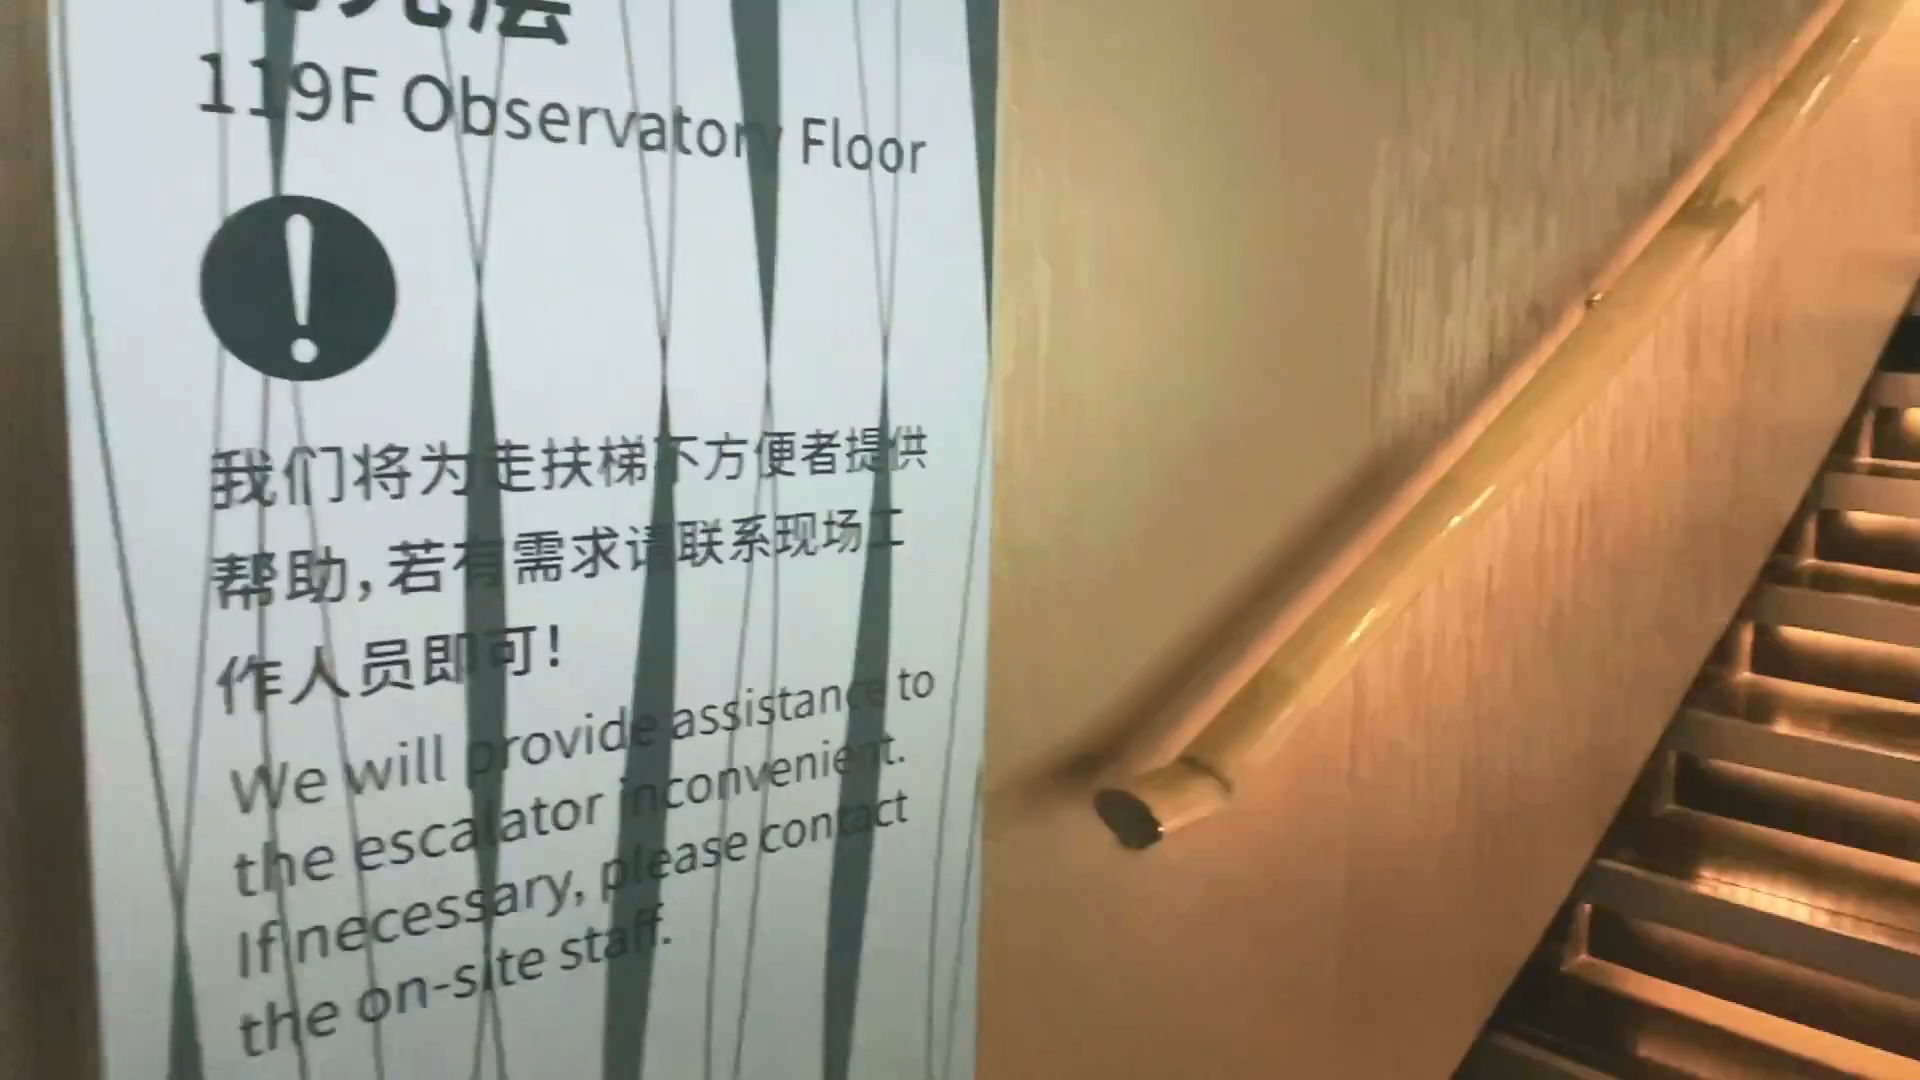 119F Observatory Floor
我们将为走扶梯不方便者提供
帮助,若有需求请联系现场工
作人员即可!
We will provide assistance to
the escalator inconvenient.
If necessary, please contact
the on-site staff.